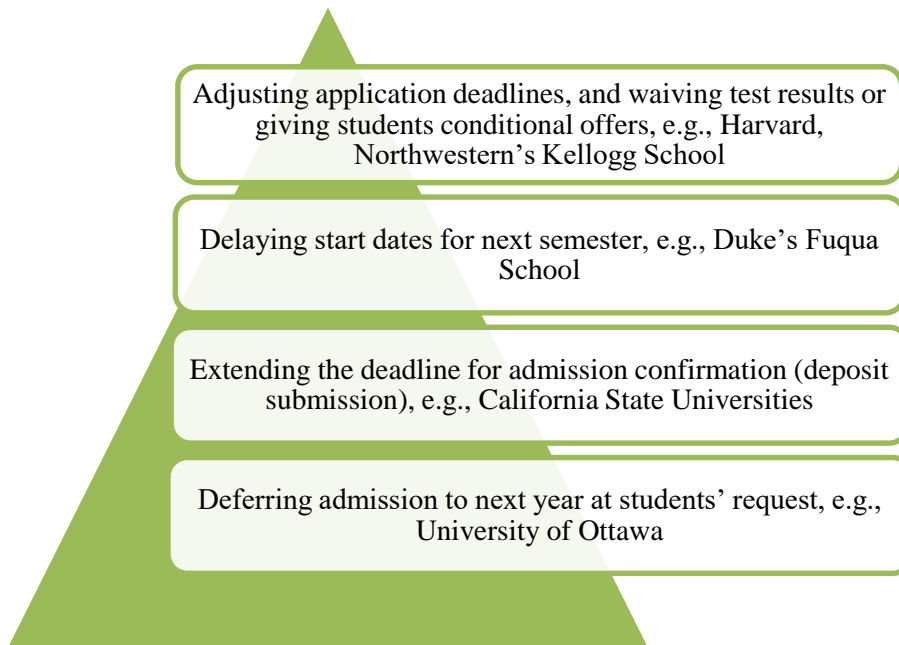 Adjusting application deadlines, and waiving test results or
giving students conditional offers, e.g., Harvard,
Northwestern’s Kellogg School
Delaying start dates for next semester, e.g., Duke’s Fuqua
School
Extending the deadline for admission confirmation (deposit
submission), e.g., California State Universities
Deferring admission to next year at students’ request, e.g.,
University of Ottawa